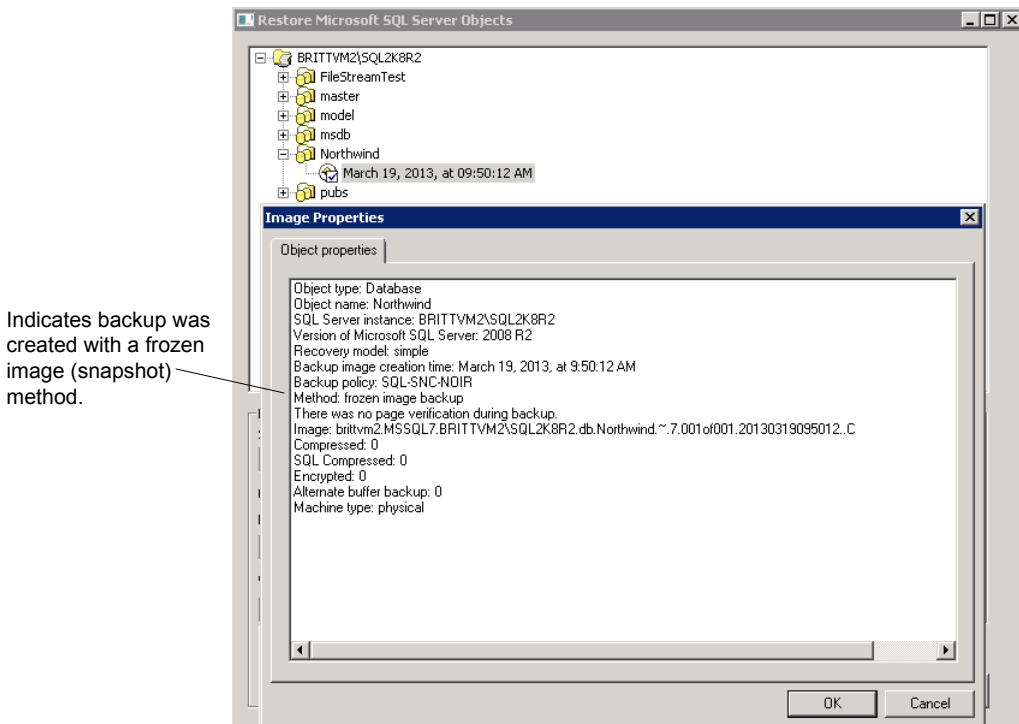 Restore Microsoft SQL Server Objects
BRITTVM2\SQL2K8R2
FileStreamTest
master
model
msdb
Northwind
March 19, 2013, at 09:50:12 AM
pubs
Image Properties
Object properties
Object type: Database
Object name: Northwind
SQL Server instance: BRITTVM2\SQL2K8R2
Version of Microsoft SQL Server: 2008 R2
Recovery model: simple
Backup image creation time: March 19, 2013, at 9:50:12 AM
Backup policy: SQL-SNC-NOIR
Method: frozen image backup
There was no page verification during backup.
Image: brittvm2.MSSQL7.BRITTVM2\SQL2K8R2.db.Northwind.~.7.001of001.20130319095012..C
Compressed: 0
SQL Compressed: 0
Encrypted: 0
Alternate buffer backup: 0
Machine type: physical
Indicates backup was
created with a frozen
image (snapshot)
method.
OK
Cancel